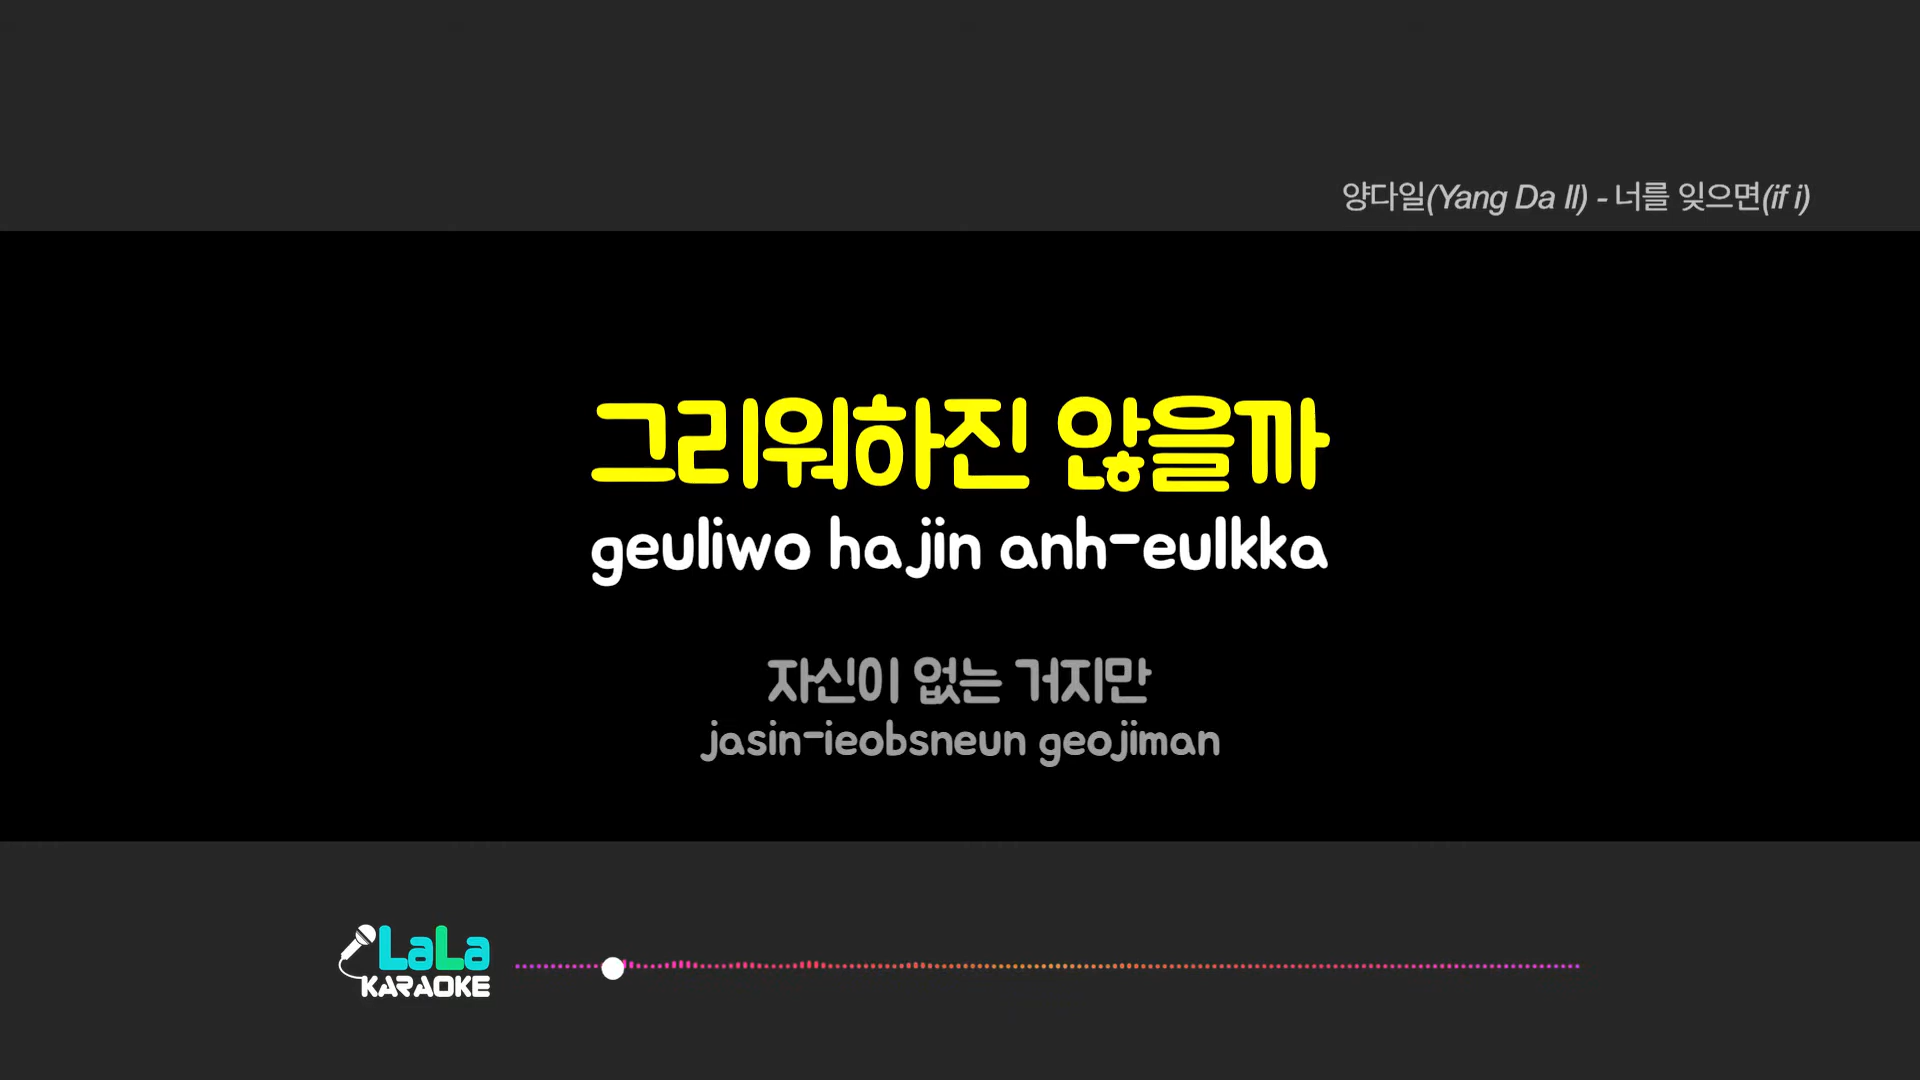 양다일(Yang Da Il) - 너를 잊으면(if i)
그리워하진 않을까
geuliwo hajin anh-eulkka
자신이 없는 거지만
jasin-ieobsneun geojiman
LaLa
KARAOKE